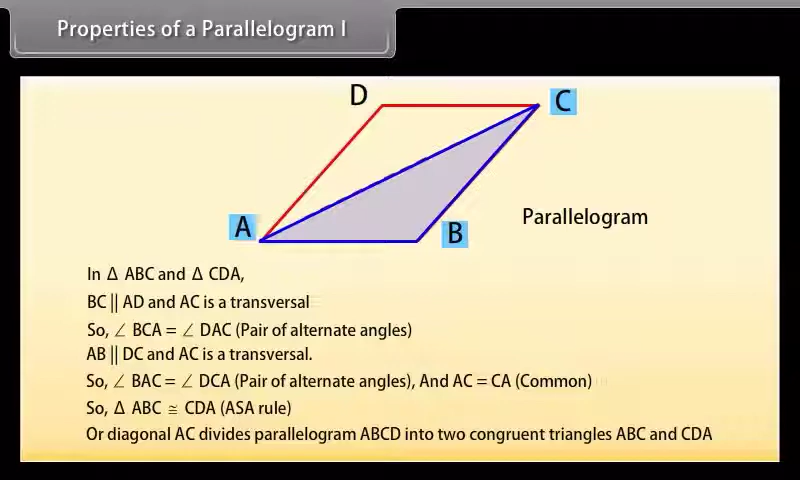 Properties of a Parallelogram I
D
C
A
B
Parallelogram
In Δ ABC and Δ CDA,
BC || AD and AC is a transversal
So, ∠ BCA = ∠ DAC (Pair of alternate angles)
AB || DC and AC is a transversal.
So, ∠ BAC = ∠ DCA (Pair of alternate angles), And AC = CA (Common)
So, Δ ABC ≅ CDA (ASA rule)
Or diagonal AC divides parallelogram ABCD into two congruent triangles ABC and CDA